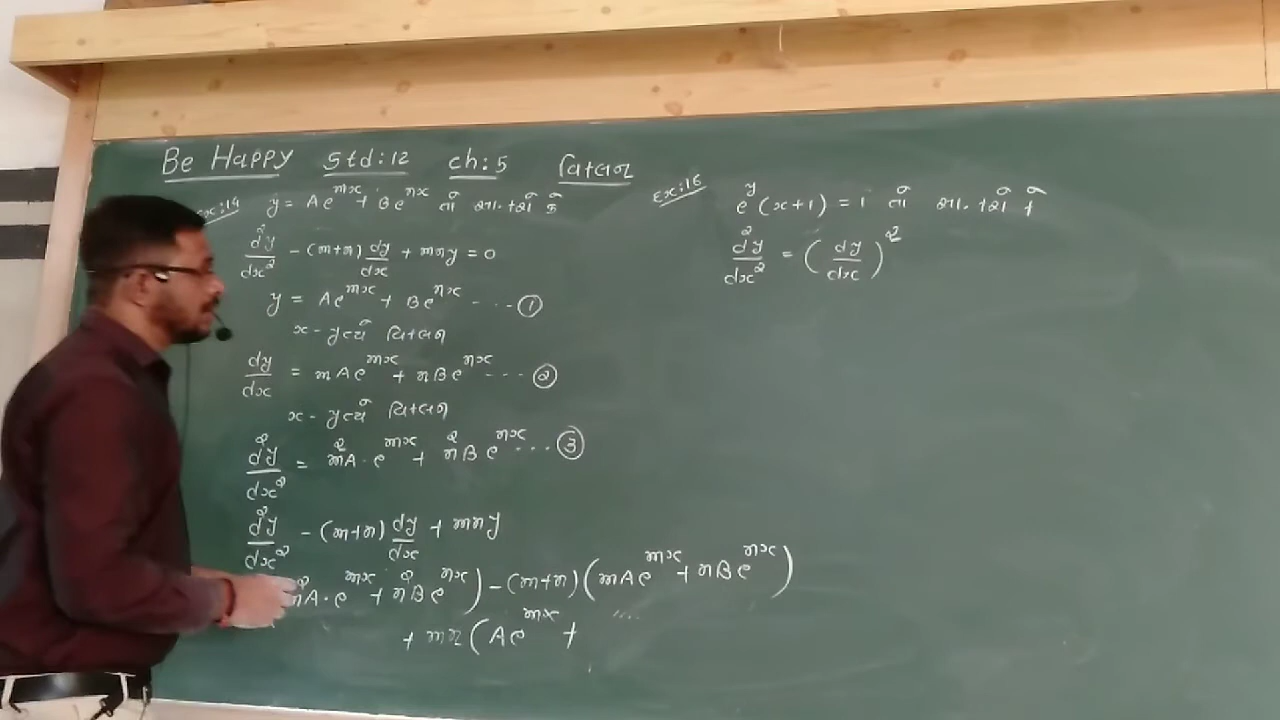 Be Happy Std:12 ch:5 વિકલન
Ex:14 y = Ae^{mx} + Be^{nx} તો સા. કરો કે
d²y/dx² - (m+n) dy/dx + mny = 0
y = Ae^{mx} + Be^{nx} .... ①
x - પ્રત્યે વિકલન
dy/dx = mAe^{mx} + nBe^{nx} .... ②
x - પ્રત્યે વિકલન
d²y/dx² = m²A·e^{mx} + n²Be^{nx} ... ③
d²y/dx² - (m+n) dy/dx + mny
m²A·e^{mx} + n²Be^{nx}) - (m+n)(mAe^{mx} + nBe^{nx})
+ mn(Ae^{mx} +
Ex:16 e^y (x+1) = 1 તો સા. કરો કે
d²y/dx² = (dy/dx)²